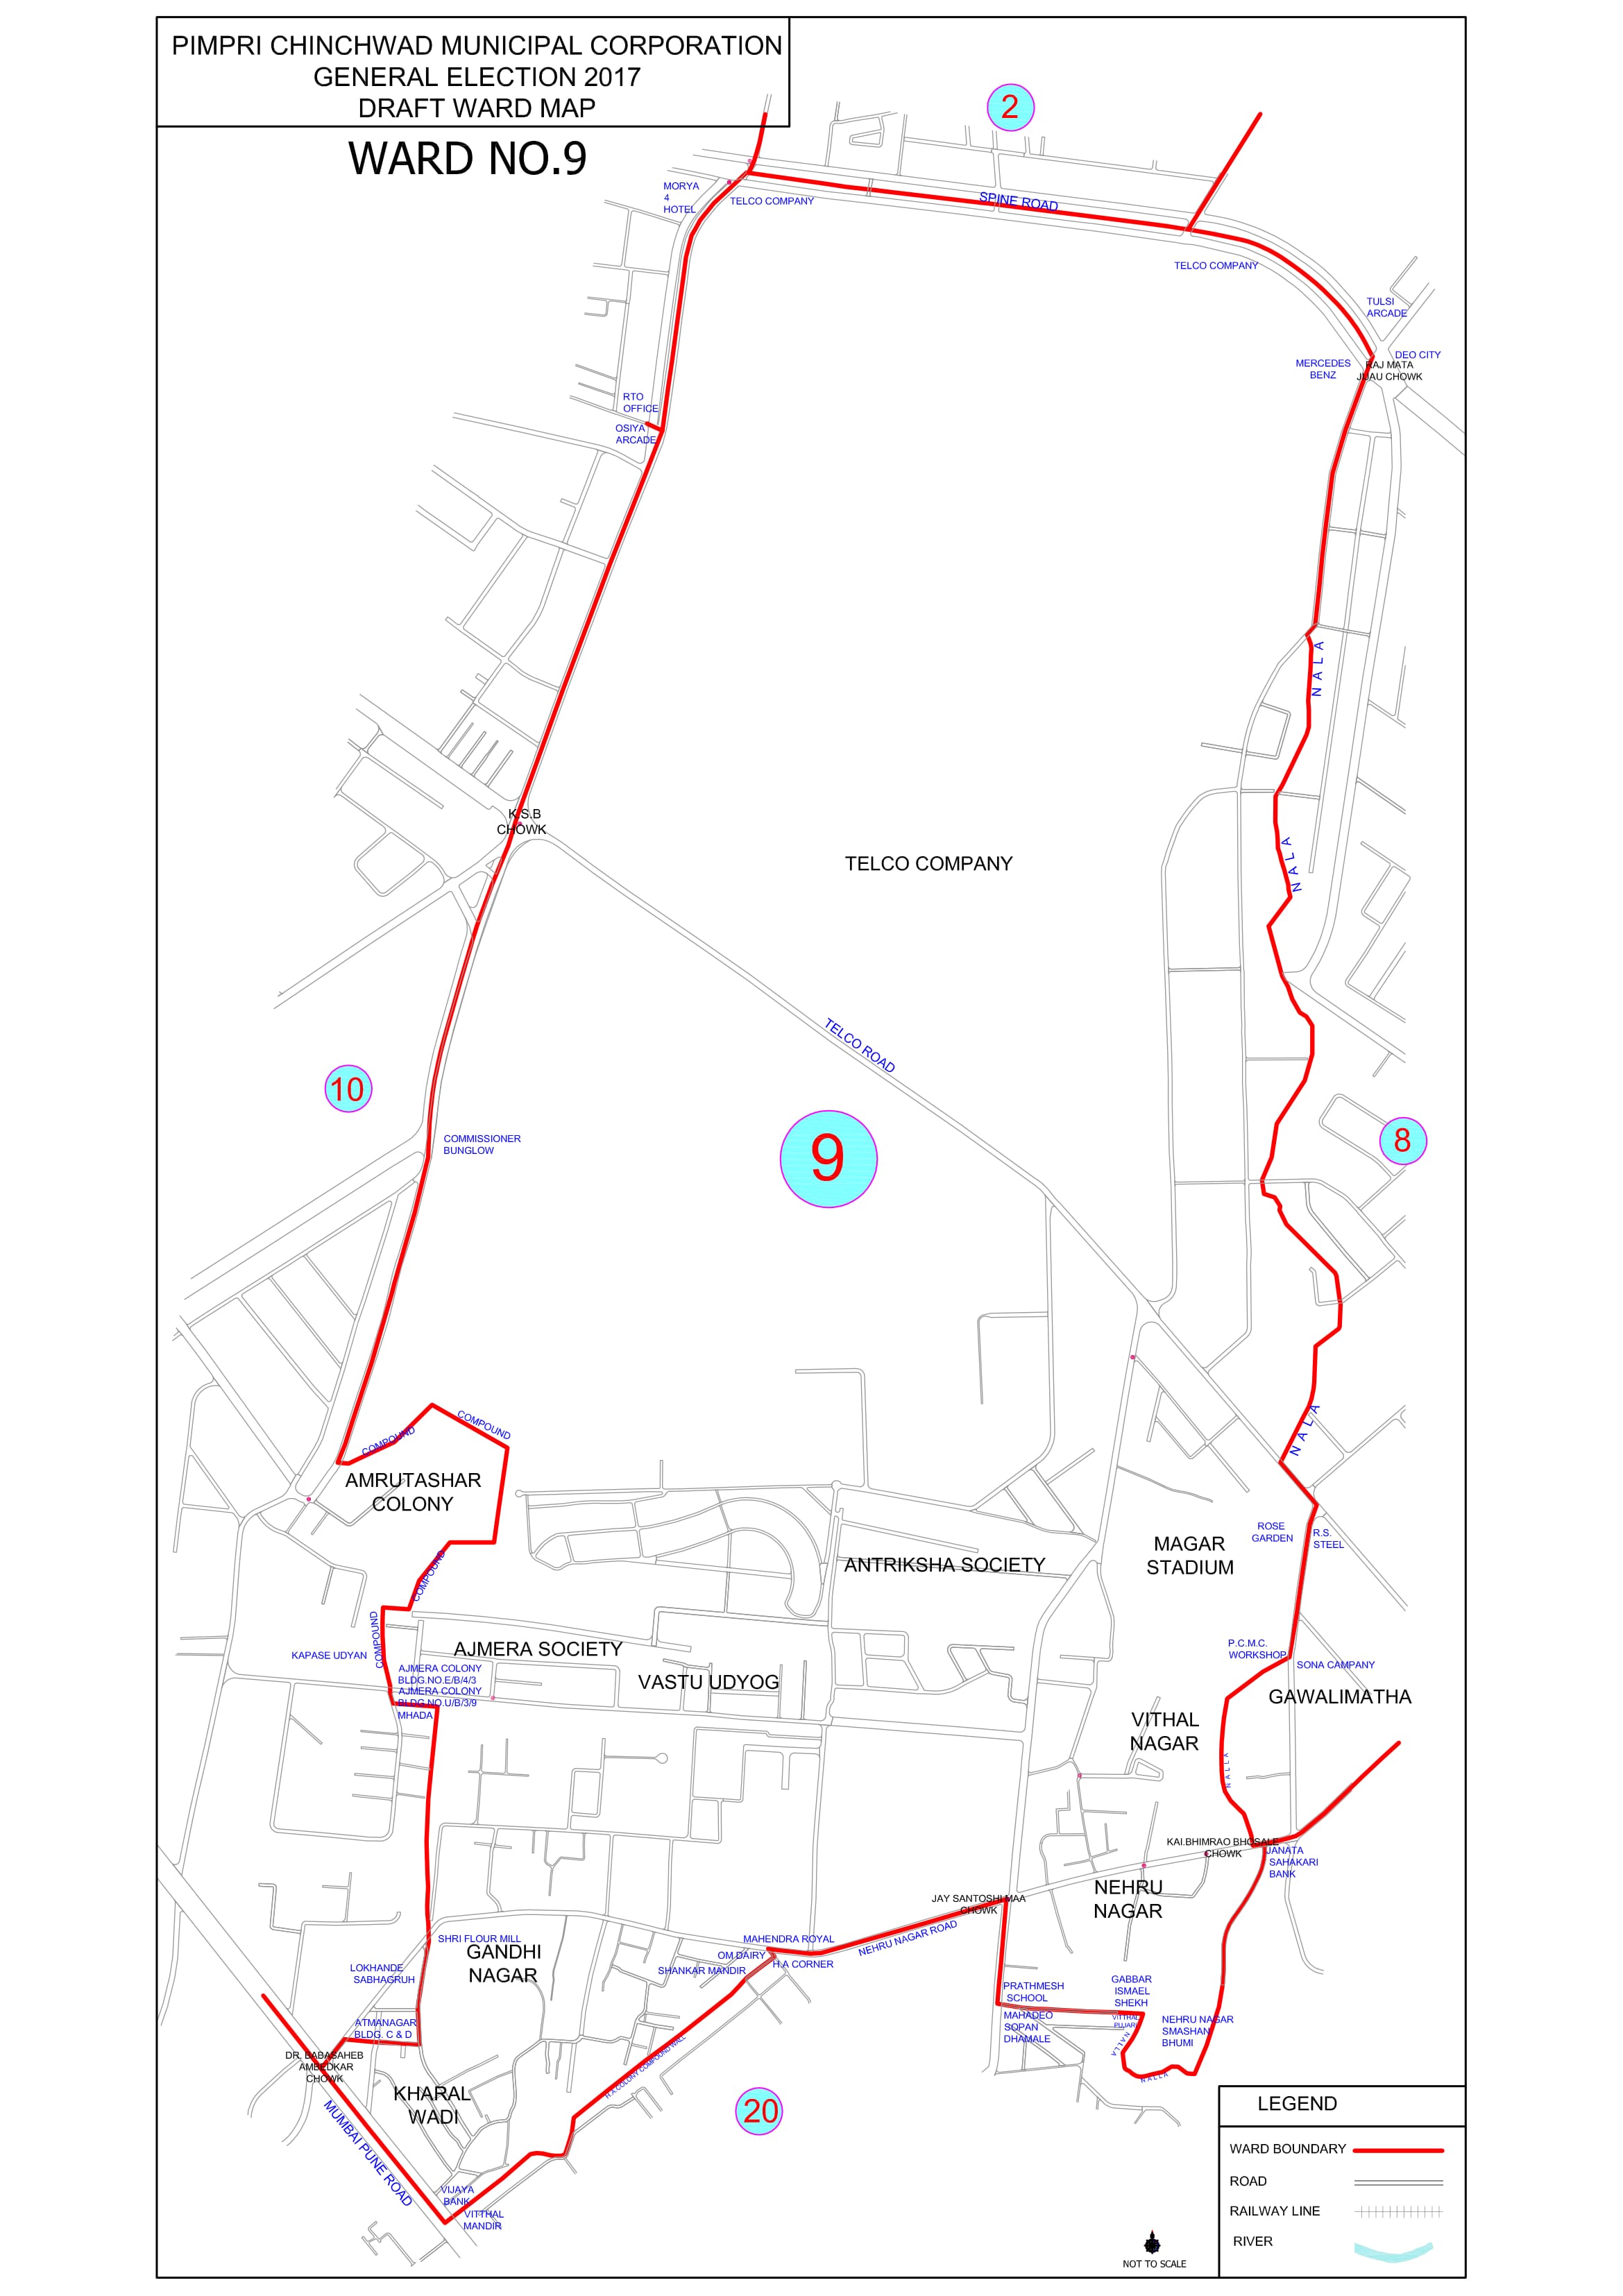 PIMPRI CHINCHWAD MUNICIPAL CORPORATION
GENERAL ELECTION 2017
DRAFT WARD MAP
WARD NO.9
2
MORYA
4
HOTEL
TELCO COMPANY
SPINE ROAD
TELCO COMPANY
TULSI
ARCADE
DEO CITY
MERCEDES
BENZ
RAJ MATA
JIJAU CHOWK
RTO
OFFICE
OSIYA
ARCADE
NALA
K.S.B
CHOWK
TELCO COMPANY
NALA
TELCO ROAD
10
COMMISSIONER
BUNGLOW
9
8
COMPOUND
COMPOUND
NALA
AMRUTASHAR
COLONY
ROSE
GARDEN
R.S.
STEEL
MAGAR
STADIUM
ANTRIKSHA SOCIETY
COMPOUND
COMPOUND
KAPASE UDYAN
AJMERA SOCIETY
VASTU UDYOG
AJMERA COLONY
BLDG.NO.E/B/4/3
AJMERA COLONY
BLDG.NO.U/B/3/9
MHADA
P.C.M.C.
WORKSHOP
SONA CAMPANY
GAWALIMATHA
VITHAL
NAGAR
NALLA
KAI.BHIMRAO BHOSALE
CHOWK
JANATA
SAHAKARI
BANK
NEHRU
NAGAR
JAY SANTOSHI MAA
CHOWK
NEHRU NAGAR ROAD
MAHENDRA ROYAL
OM DAIRY
H.A CORNER
SHANKAR MANDIR
SHRI FLOUR MILL
GANDHI
NAGAR
LOKHANDE
SABHAGRUH
PRATHMESH
SCHOOL
GABBAR
ISMAEL
SHEKH
MAHADEO
SOPAN
DHAMALE
VITTHAL
PUJARI
NALLA
NEHRU NAGAR
SMASHAN
BHUMI
NALLA
ATMANAGAR
BLDG. C & D
DR. BABASAHEB
AMBEDKAR
CHOWK
H.A.COLONY COMPOUND WALL
KHARAL
WADI
20
MUMBAI PUNE ROAD
VIJAYA
BANK
VITTHAL
MANDIR
LEGEND
WARD BOUNDARY
ROAD
RAILWAY LINE
RIVER
NOT TO SCALE